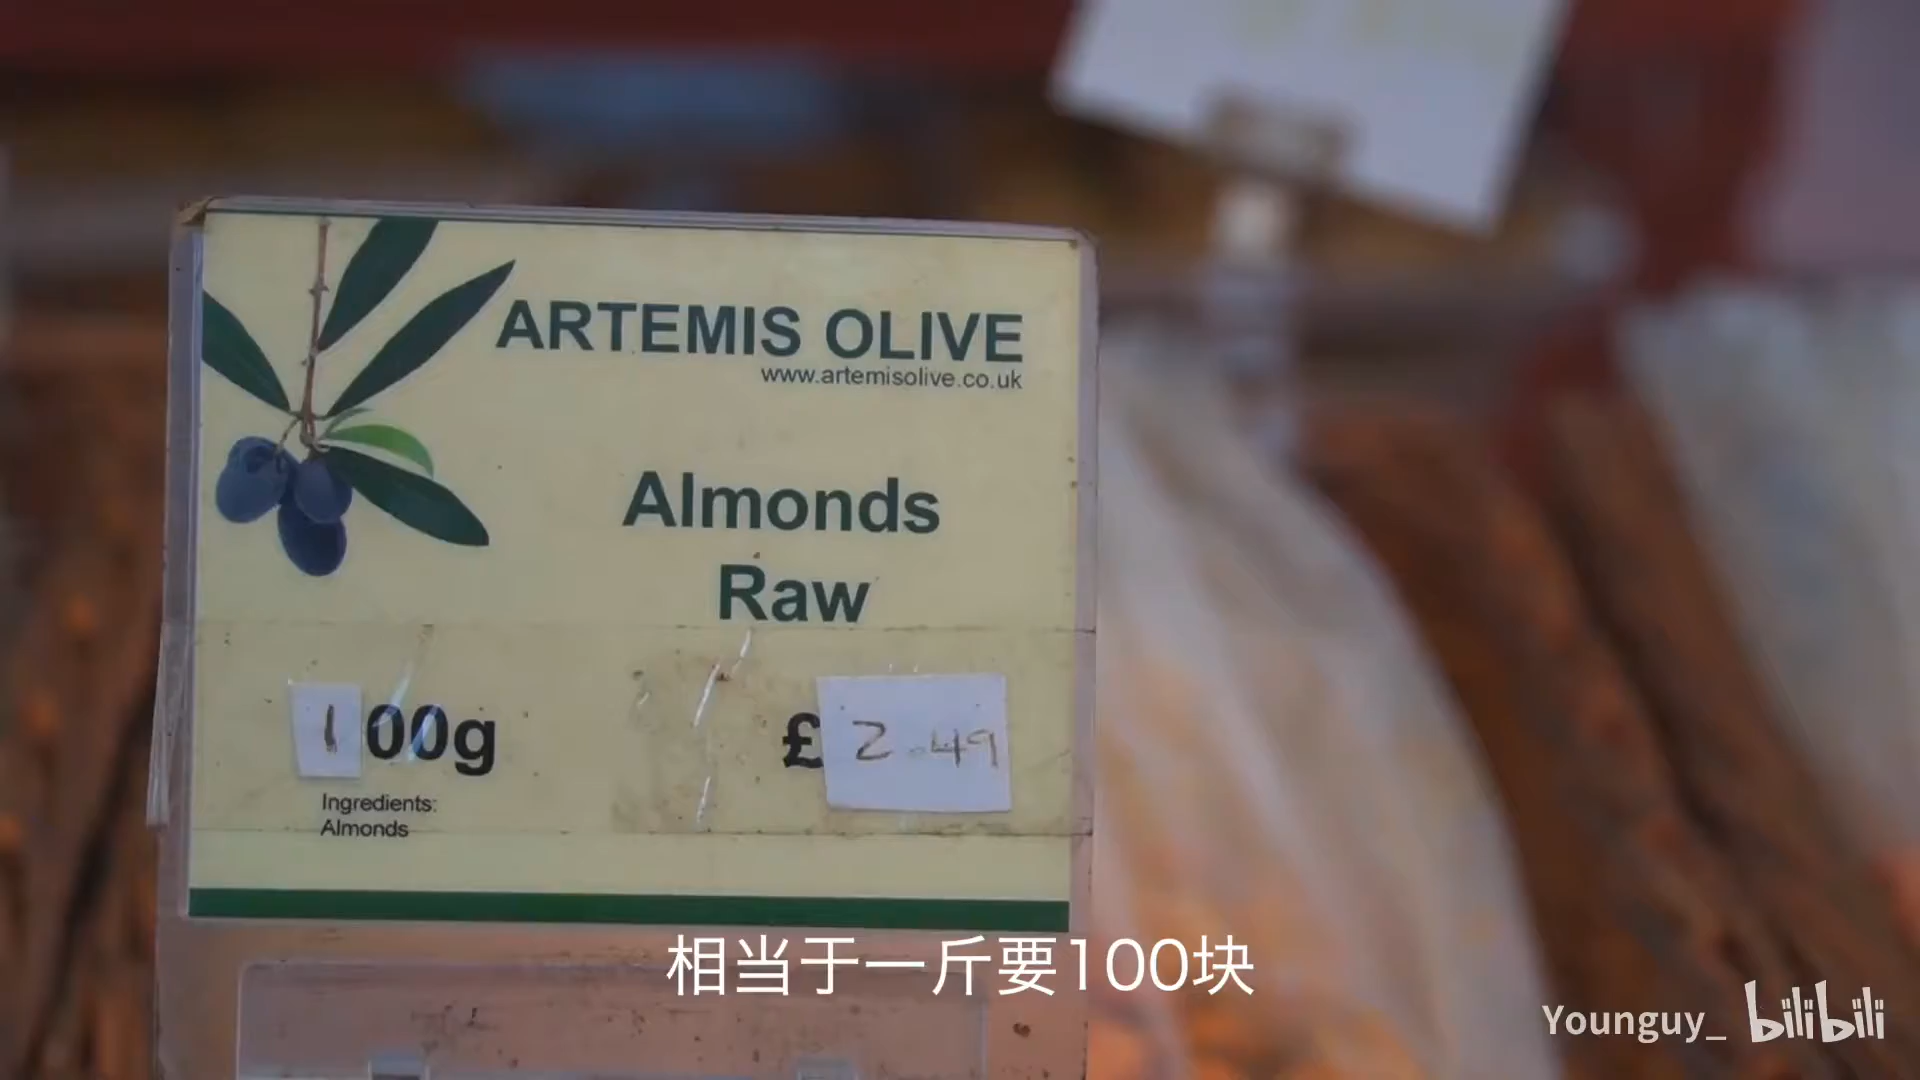 ARTEMIS OLIVE
www.artemisolive.co.uk
Almonds
Raw
100g
£2.49
Ingredients:
Almonds
相当于一斤要100块
Younguy_ bilibili